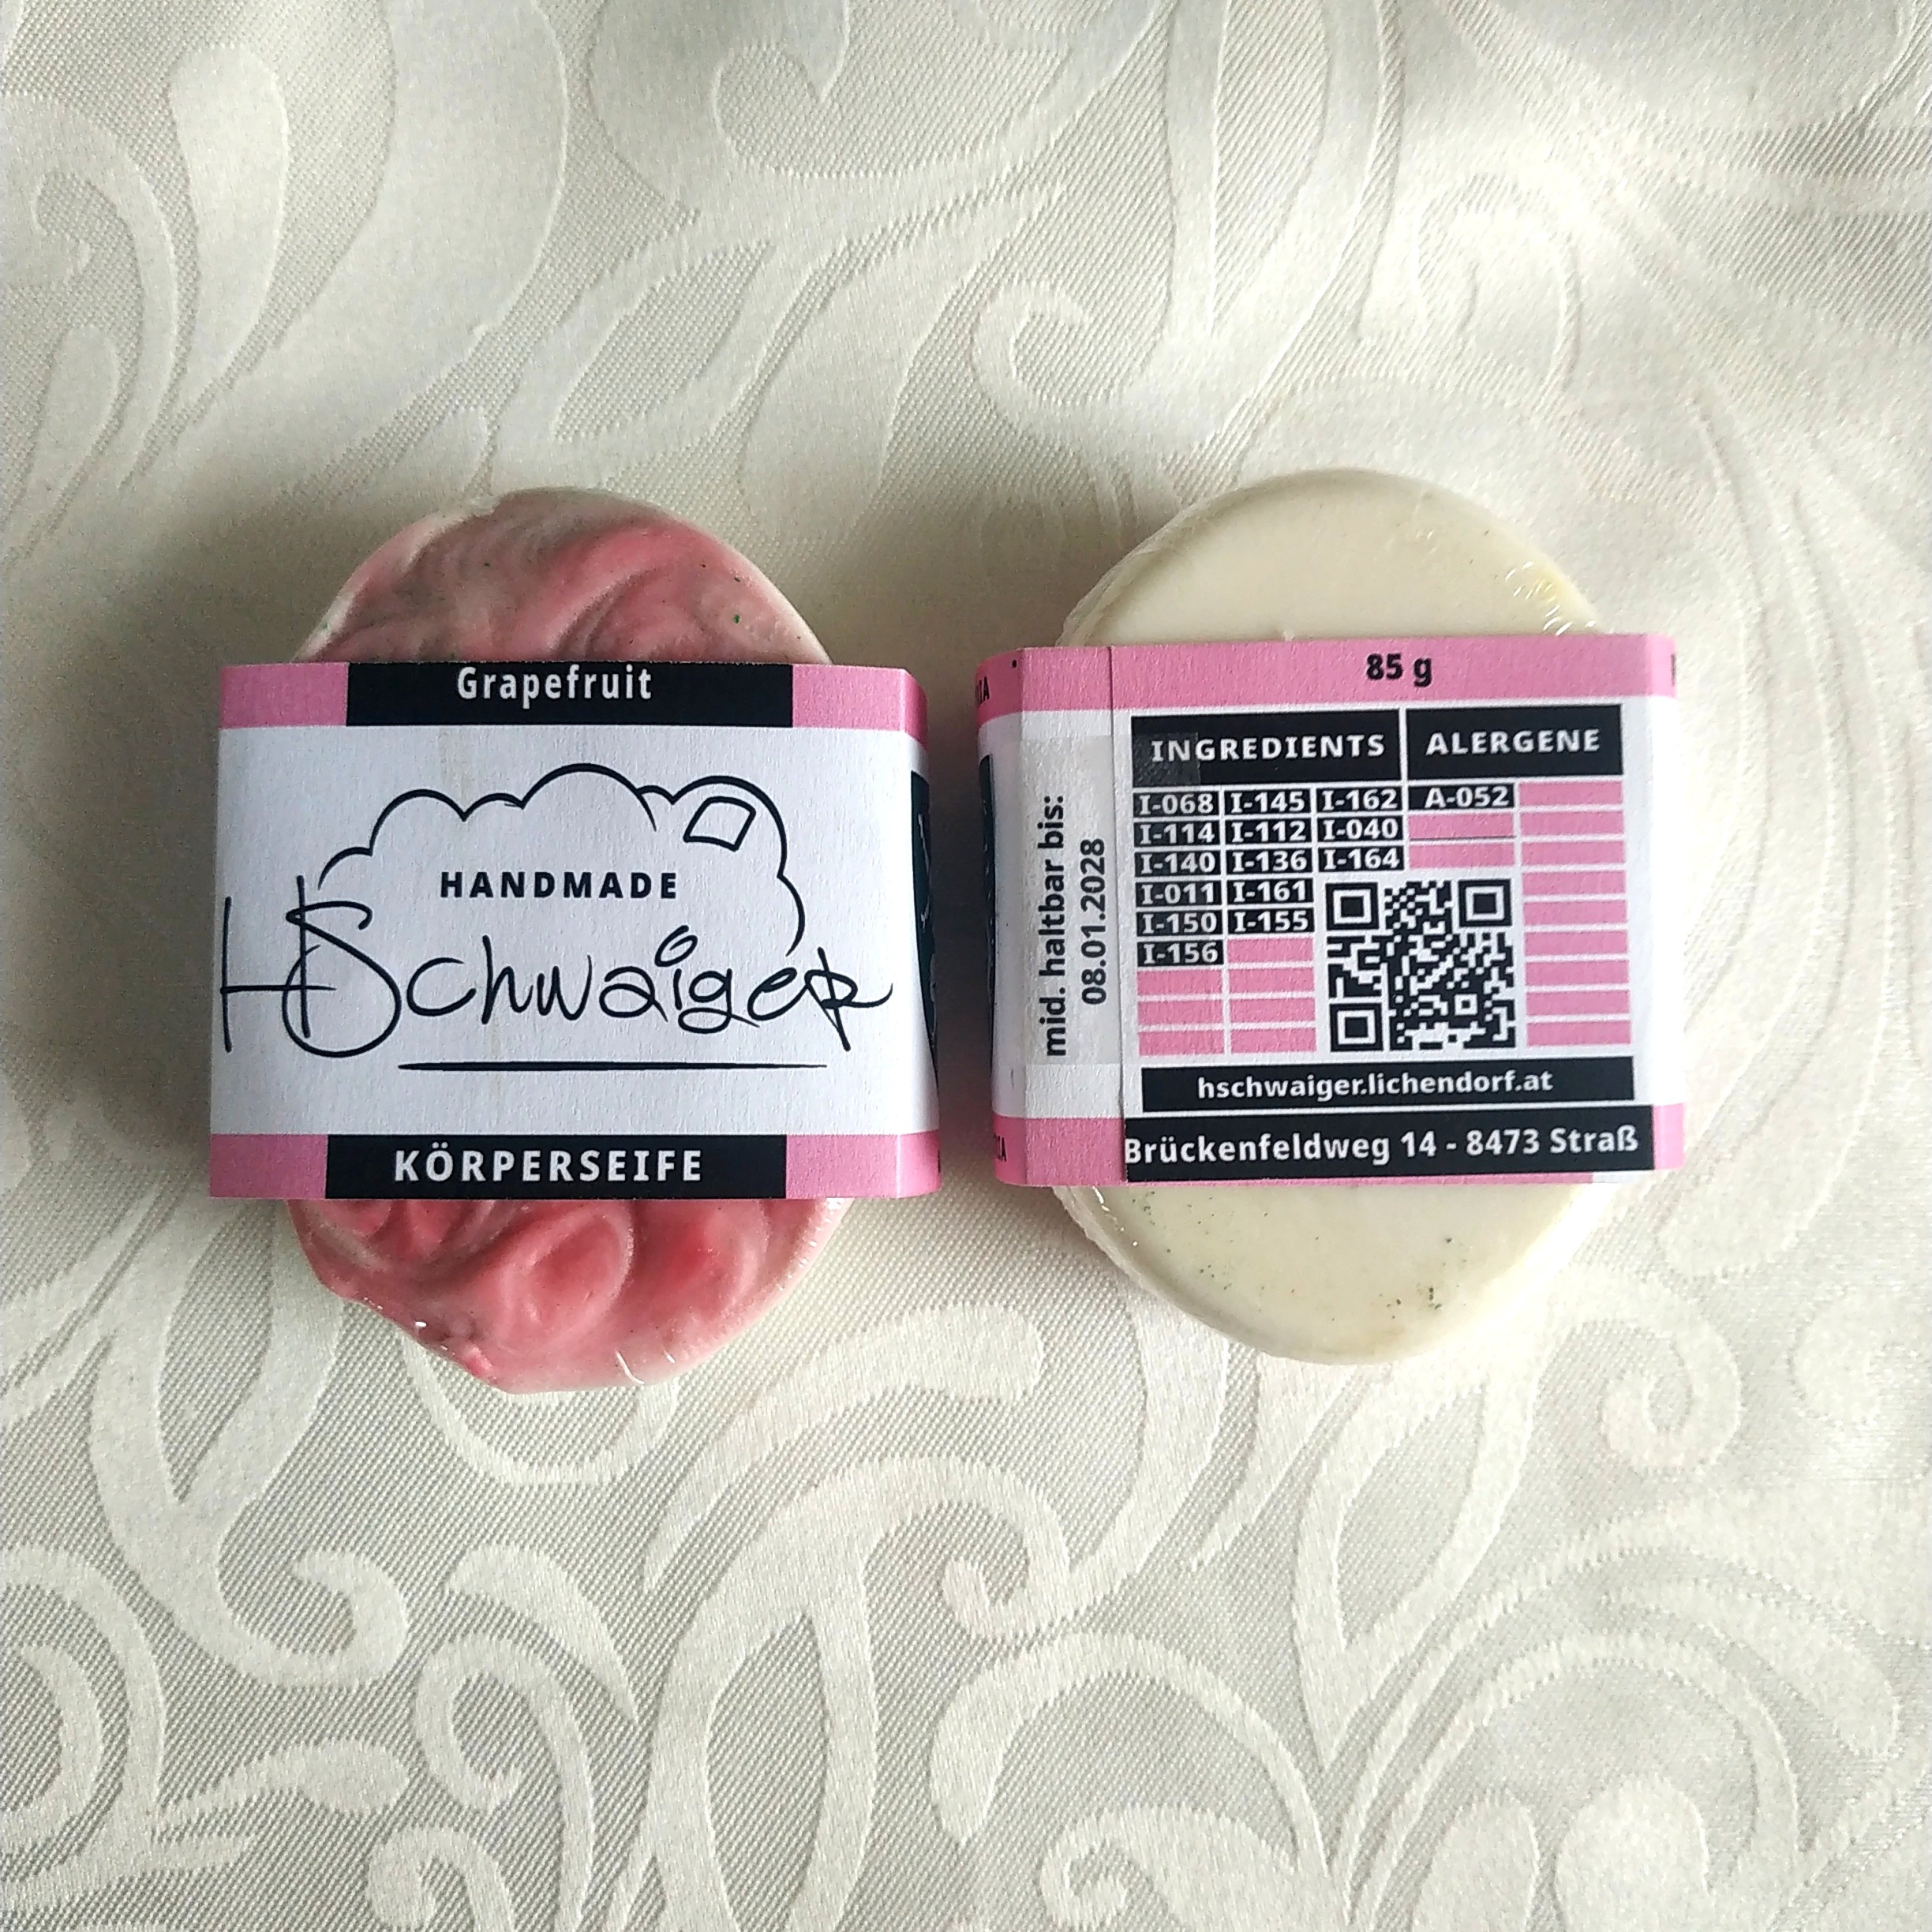 Grapefruit
HANDMADE
HSchwaiger
KÖRPERSEIFE
85 g
mid. haltbar bis:
08.01.2028
INGREDIENTS ALERGENE
I-068 I-145 I-162 A-052
I-114 I-112 I-040
I-140 I-136 I-164
I-011 I-161
I-150 I-155
I-156
hschwaiger.lichendorf.at
Brückenfeldweg 14 - 8473 Straß